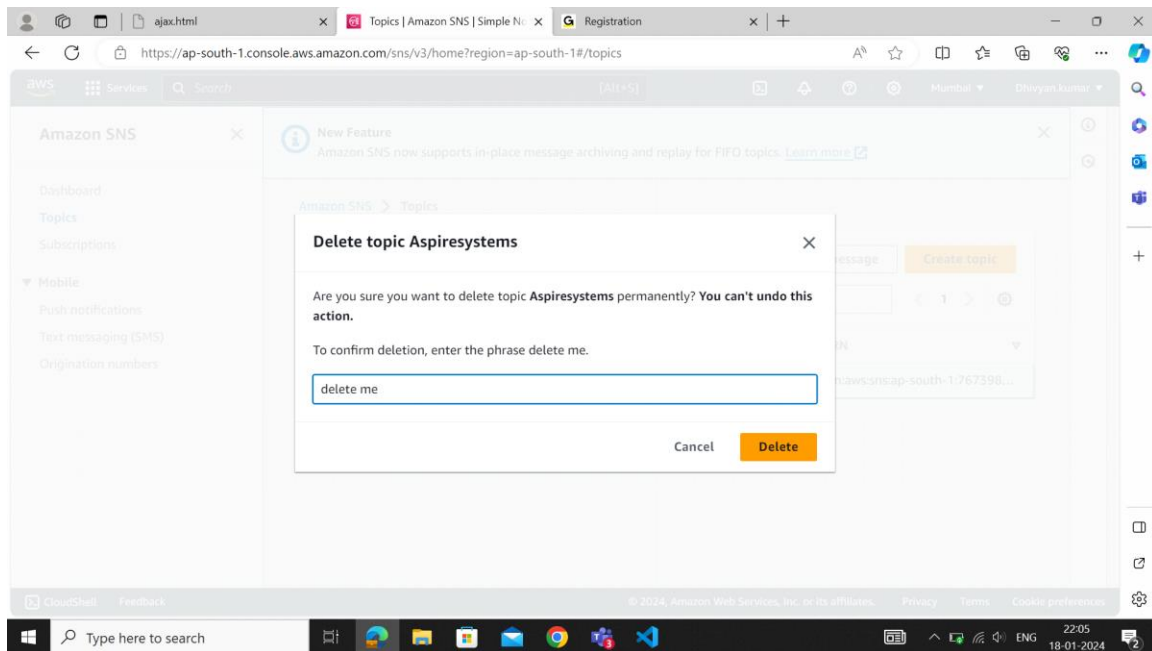 ajax.html
Topics | Amazon SNS | Simple No
G Registration
https://ap-south-1.console.aws.amazon.com/sns/v3/home?region=ap-south-1#/topics
aws
Services
Search
[Alt+S]
Mumbai
Dhivyan kumar
Amazon SNS
New Feature
Amazon SNS now supports in-place message archiving and replay for FIFO topics. Learn more
Dashboard
Topics
Subscriptions
Mobile
Push notifications
Text messaging (SMS)
Origination numbers
Amazon SNS > Topics
essage
Create topic
1
Delete topic Aspiresystems
Are you sure you want to delete topic Aspiresystems permanently? You can't undo this
action.
To confirm deletion, enter the phrase delete me.
delete me
Cancel
Delete
n:aws:sns:ap-south-1:767398...
CloudShell
Feedback
© 2024, Amazon Web Services, Inc. or its affiliates.
Privacy
Terms
Cookie preferences
Type here to search
ENG
22:05
18-01-2024